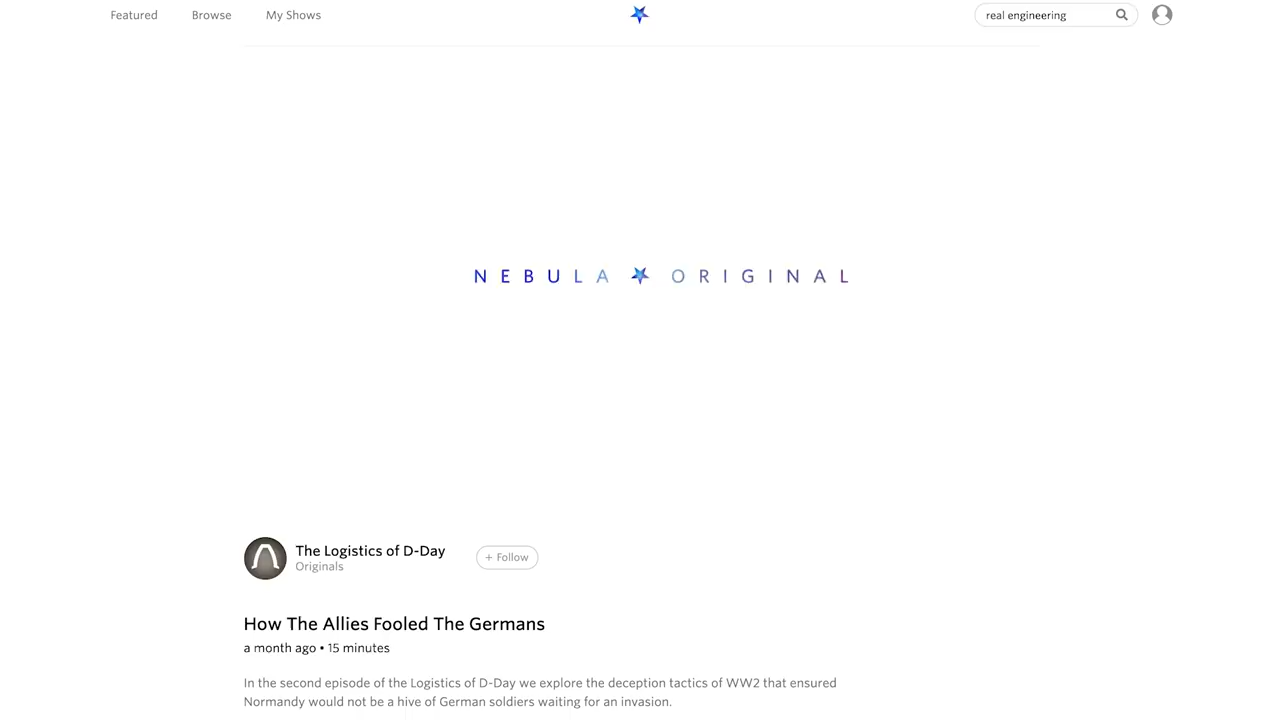 Featured Browse My Shows real engineering
NEBULA ORIGINAL
The Logistics of D-Day
Originals
+ Follow
How The Allies Fooled The Germans
a month ago • 15 minutes
In the second episode of the Logistics of D-Day we explore the deception tactics of WW2 that ensured
Normandy would not be a hive of German soldiers waiting for an invasion.